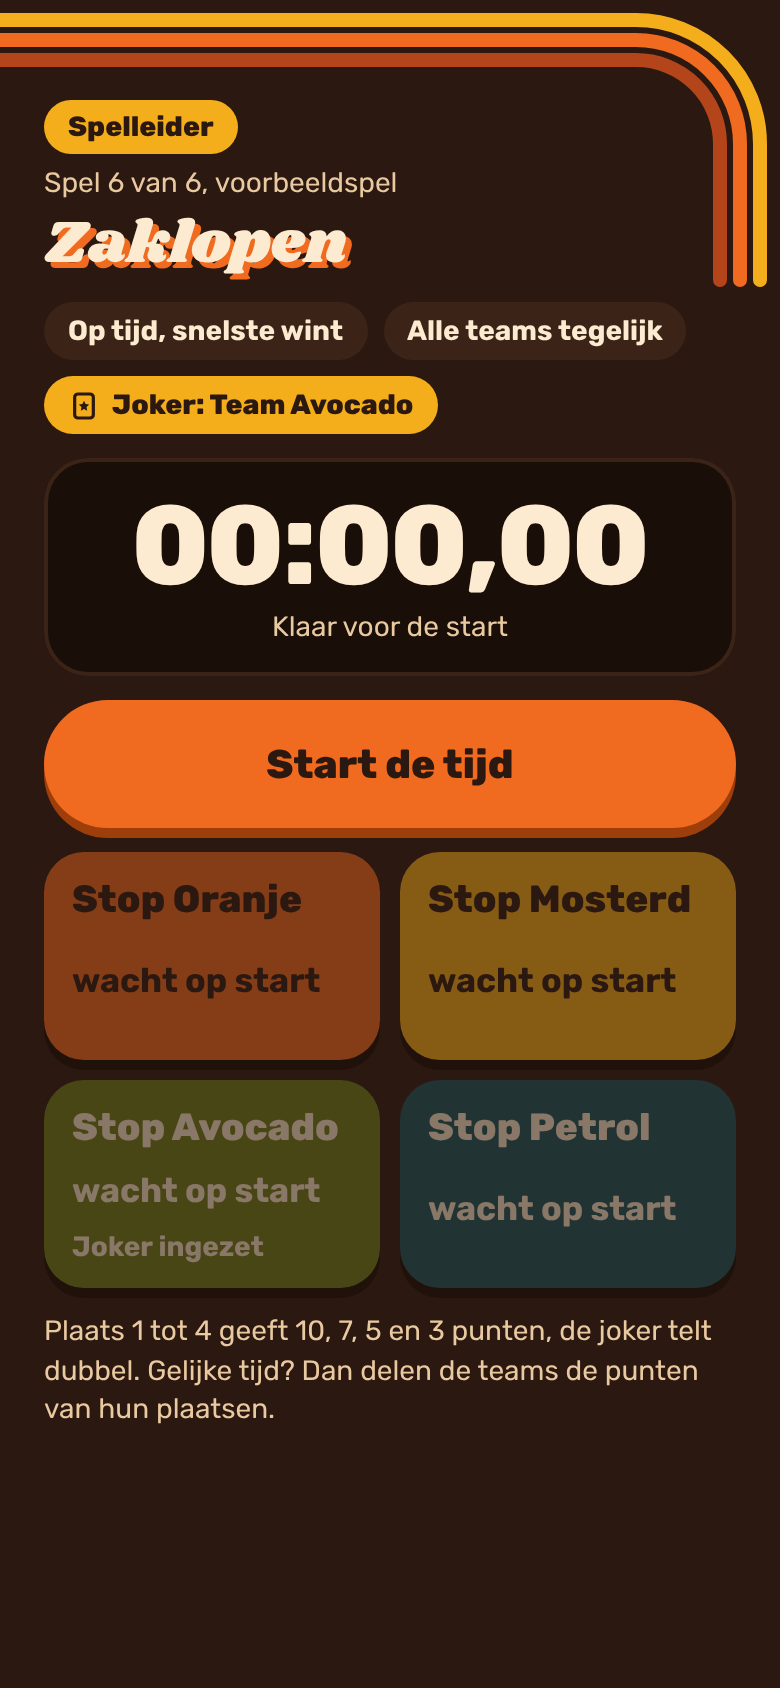 Spelleider
Spel 6 van 6, voorbeeldspel
Zaklopen
Op tijd, snelste wint
Alle teams tegelijk
Joker: Team Avocado
00:00,00
Klaar voor de start
Start de tijd
Stop Oranje
wacht op start
Stop Mosterd
wacht op start
Stop Avocado
wacht op start
Joker ingezet
Stop Petrol
wacht op start
Plaats 1 tot 4 geeft 10, 7, 5 en 3 punten, de joker telt
dubbel. Gelijke tijd? Dan delen de teams de punten
van hun plaatsen.